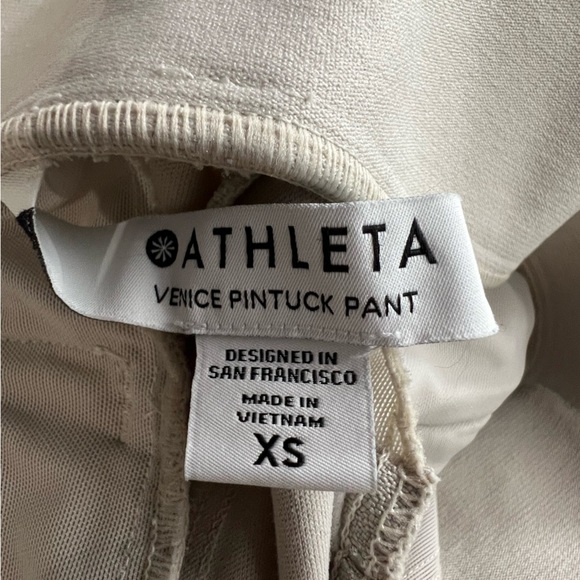 ATHLETA
VENICE PINTUCK PANT
DESIGNED IN
SAN FRANCISCO
MADE IN
VIETNAM
XS